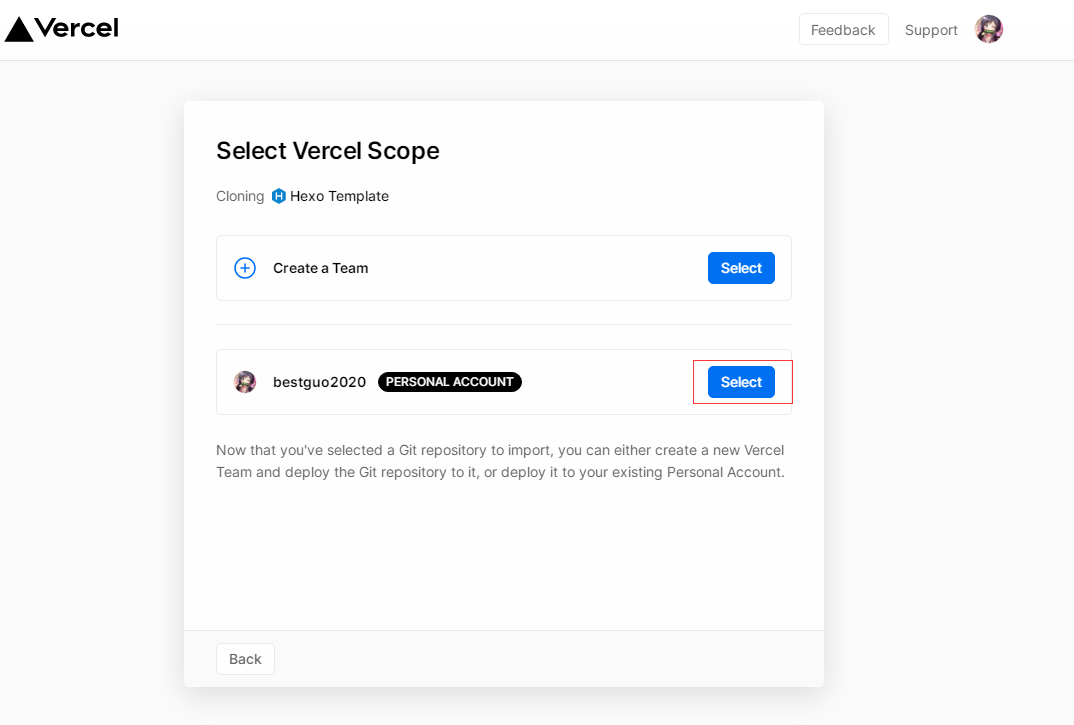 Vercel
Feedback
Support
Select Vercel Scope
Cloning H Hexo Template
Create a Team
Select
bestguo2020 PERSONAL ACCOUNT
Select
Now that you've selected a Git repository to import, you can either create a new Vercel
Team and deploy the Git repository to it, or deploy it to your existing Personal Account.
Back